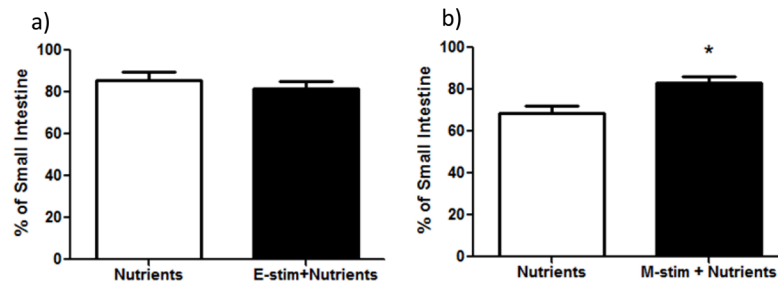 a)
% of Small Intestine
100
80
60
40
20
0
Nutrients
E-stim+Nutrients
b)
% of Small Intestine
100
80
60
40
20
0
*
Nutrients
M-stim + Nutrients